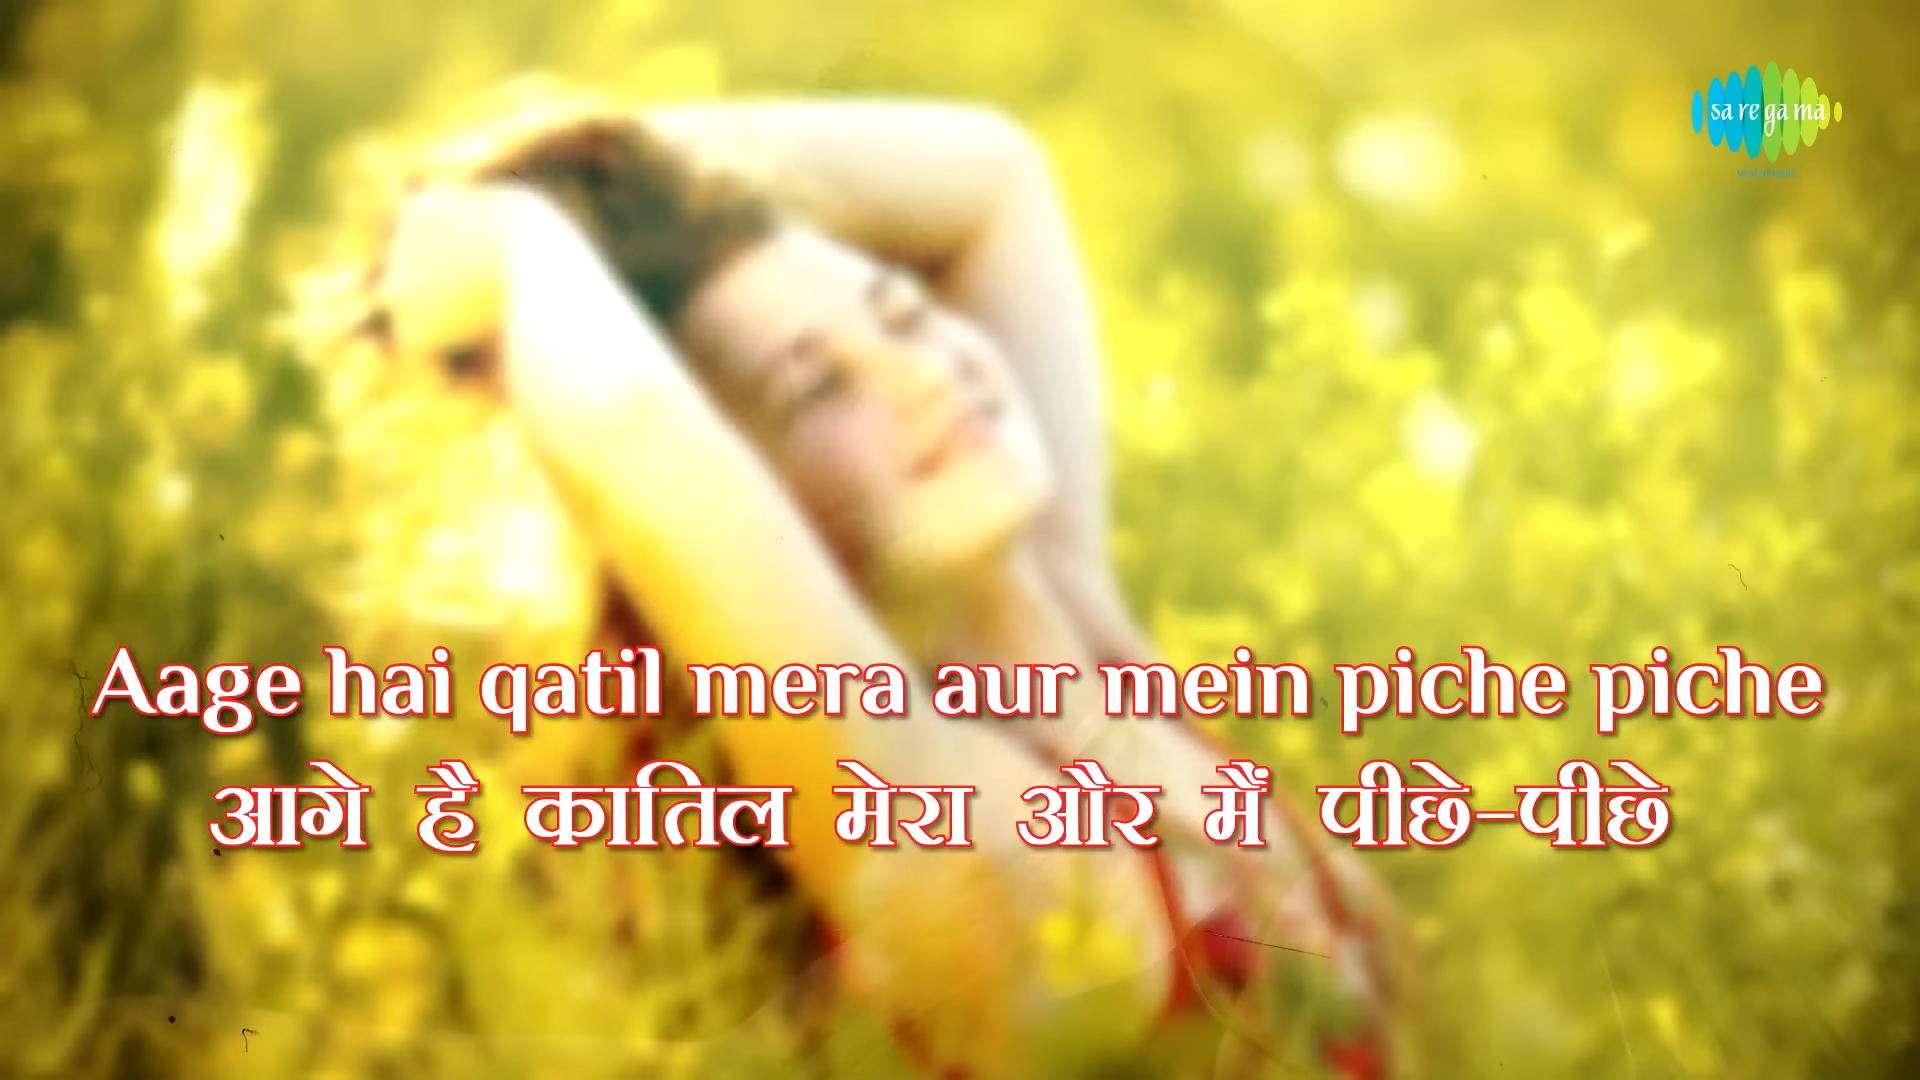 sa re ga ma
Aage hai qatil mera aur mein piche piche
आगे है कातिल मेरा और मैं पीछे-पीछे